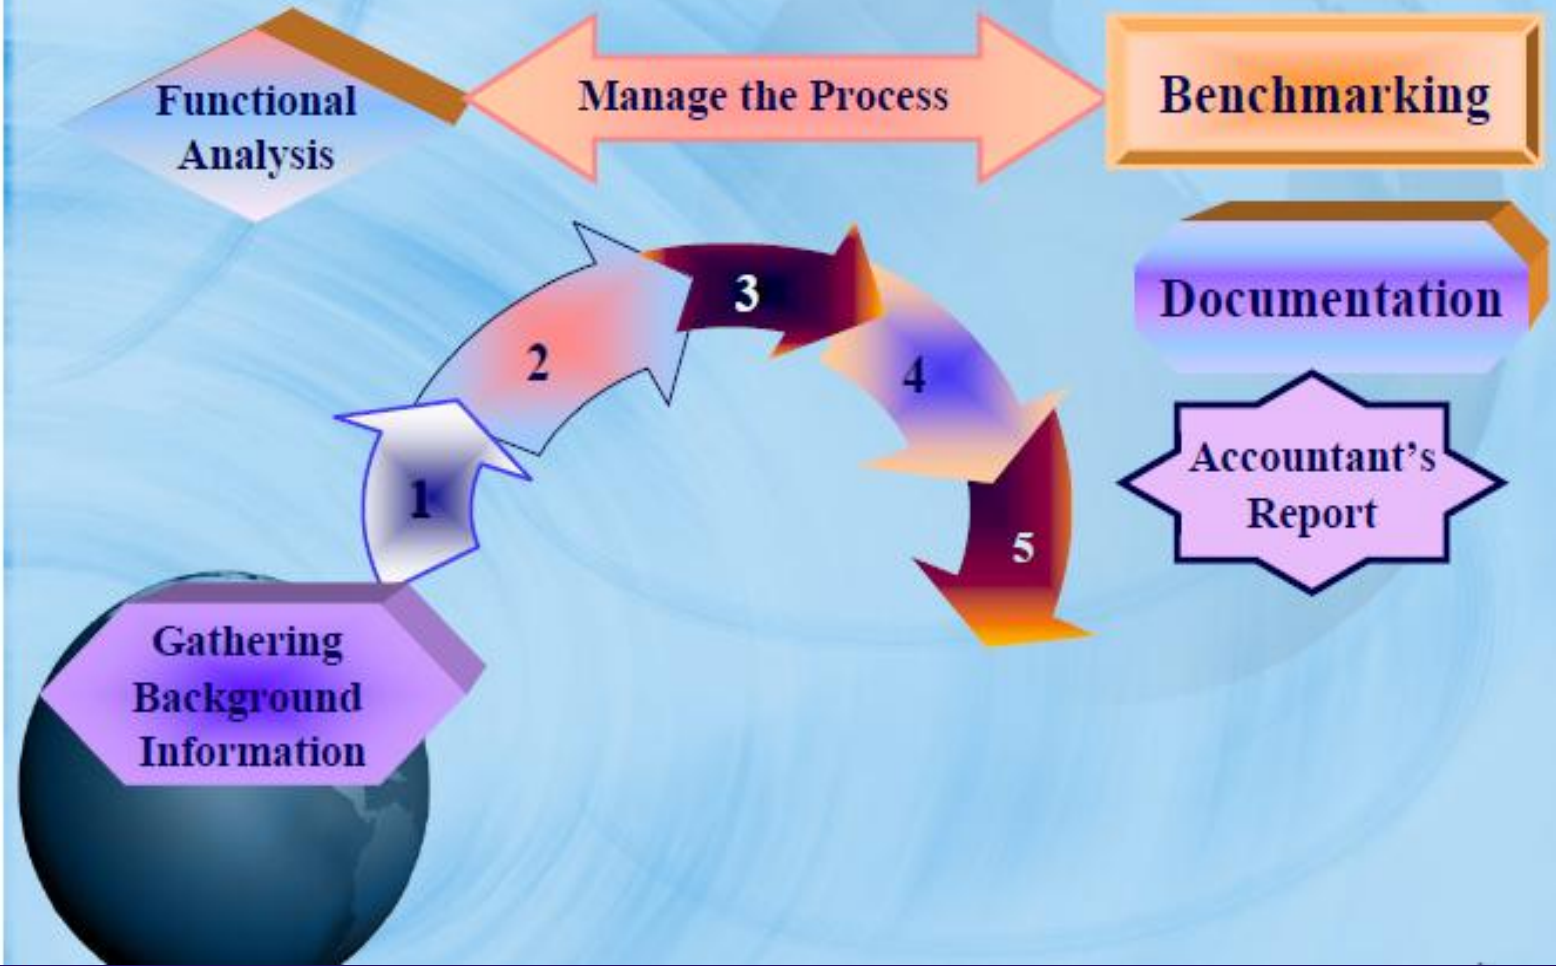 Functional
Analysis
Manage the Process
Benchmarking
Documentation
Accountant’s
Report
1
2
3
4
5
Gathering
Background
Information